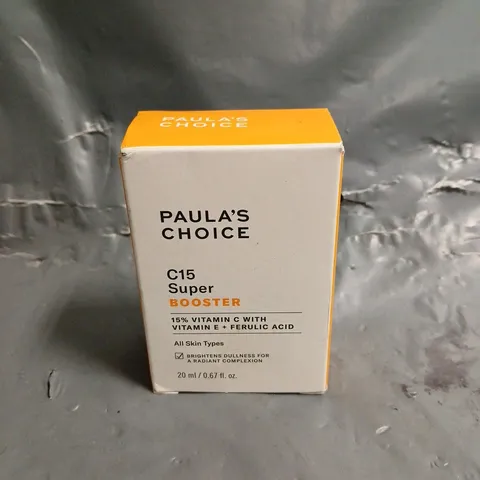 PAULA'S
CHOICE
PAULA'S
CHOICE
C15
Super
BOOSTER
15% VITAMIN C WITH
VITAMIN E + FERULIC ACID
All Skin Types
BRIGHTENS DULLNESS FOR
A RADIANT COMPLEXION
20 ml / 0.67 fl. oz.